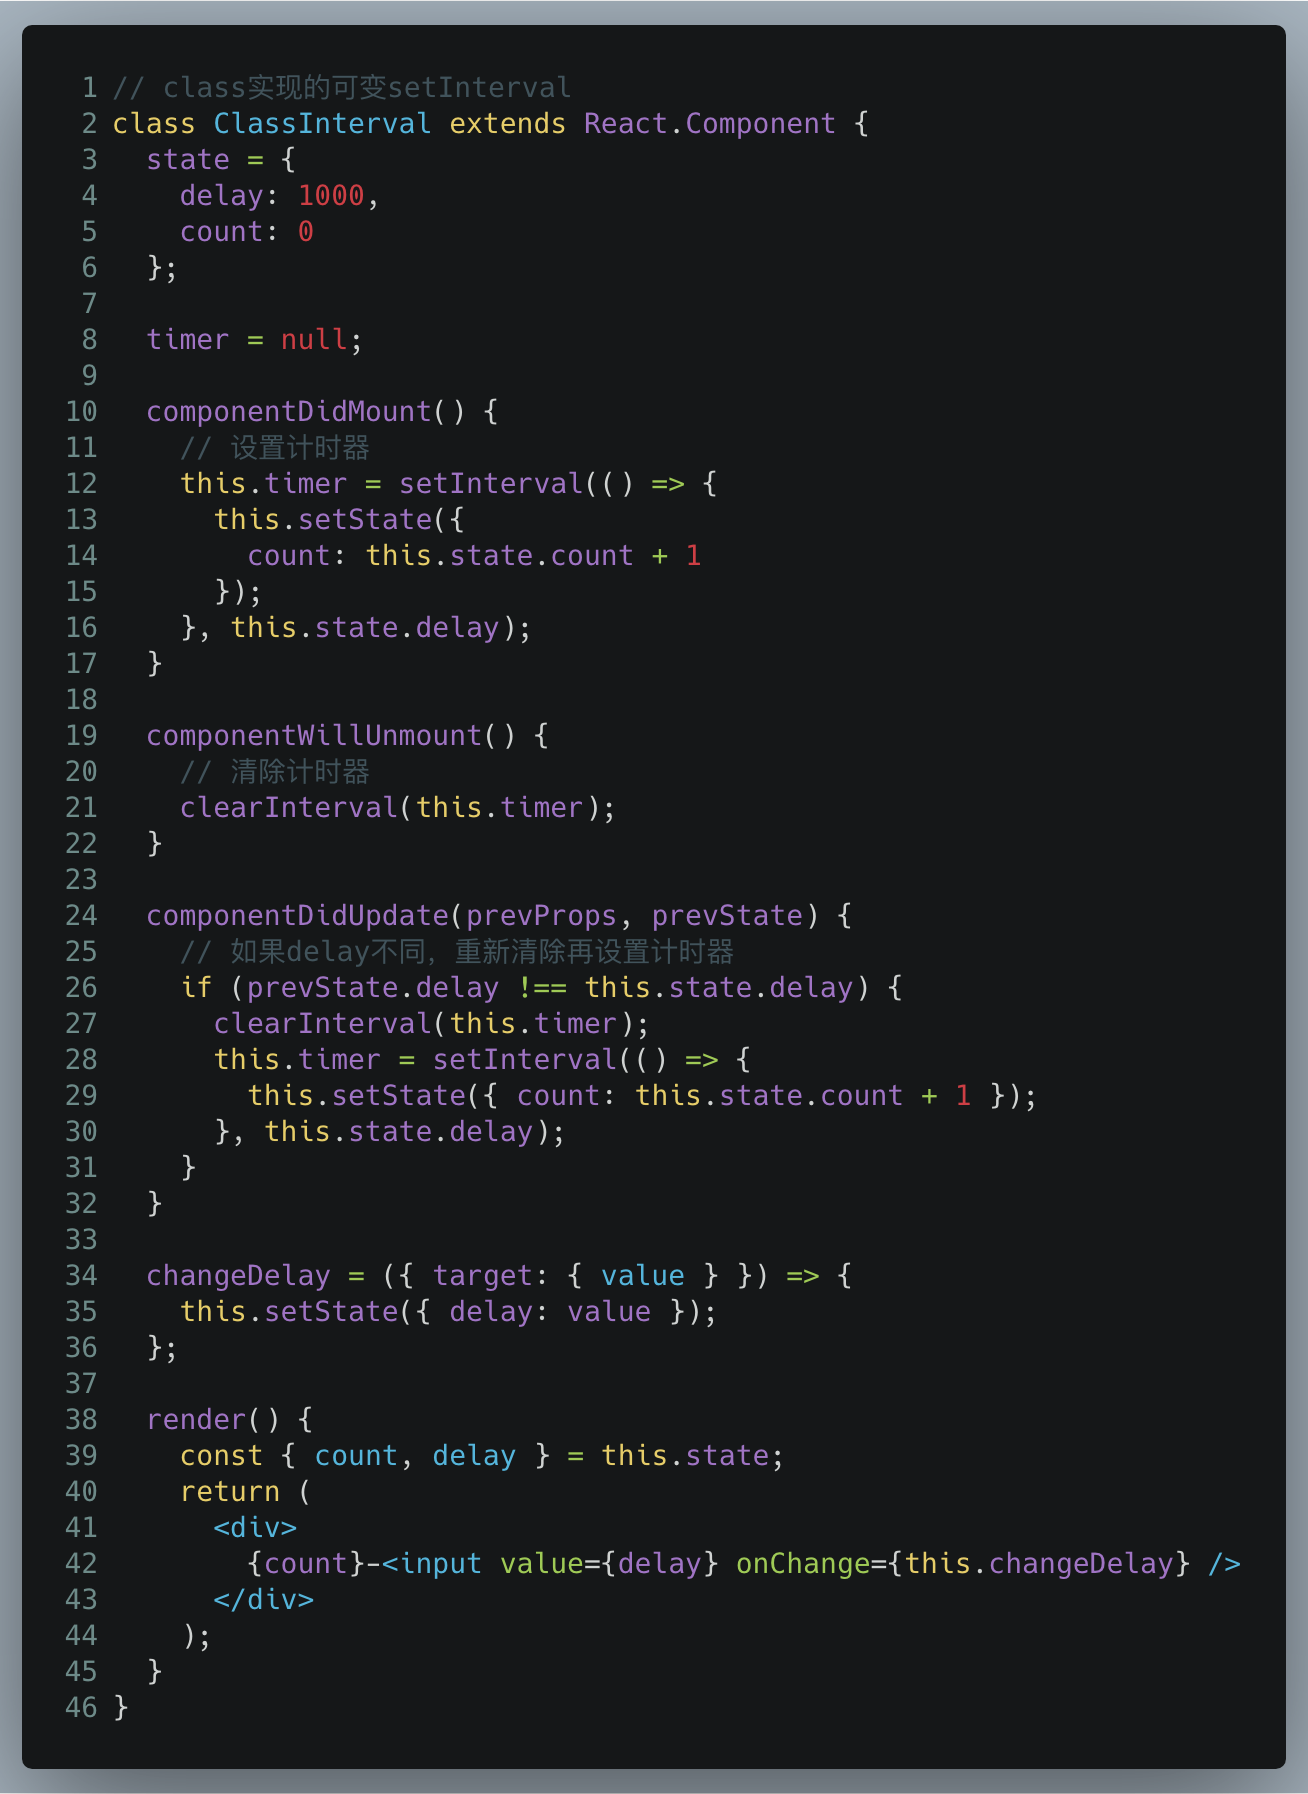 1 // class实现的可变setInterval
2 class ClassInterval extends React.Component {
3   state = {
4     delay: 1000,
5     count: 0
6   };
7
8   timer = null;
9
10   componentDidMount() {
11     // 设置计时器
12     this.timer = setInterval(() => {
13       this.setState({
14         count: this.state.count + 1
15       });
16     }, this.state.delay);
17   }
18
19   componentWillUnmount() {
20     // 清除计时器
21     clearInterval(this.timer);
22   }
23
24   componentDidUpdate(prevProps, prevState) {
25     // 如果delay不同，重新清除再设置计时器
26     if (prevState.delay !== this.state.delay) {
27       clearInterval(this.timer);
28       this.timer = setInterval(() => {
29         this.setState({ count: this.state.count + 1 });
30       }, this.state.delay);
31     }
32   }
33
34   changeDelay = ({ target: { value } }) => {
35     this.setState({ delay: value });
36   };
37
38   render() {
39     const { count, delay } = this.state;
40     return (
41       <div>
42         {count}-<input value={delay} onChange={this.changeDelay} />
43       </div>
44     );
45   }
46 }